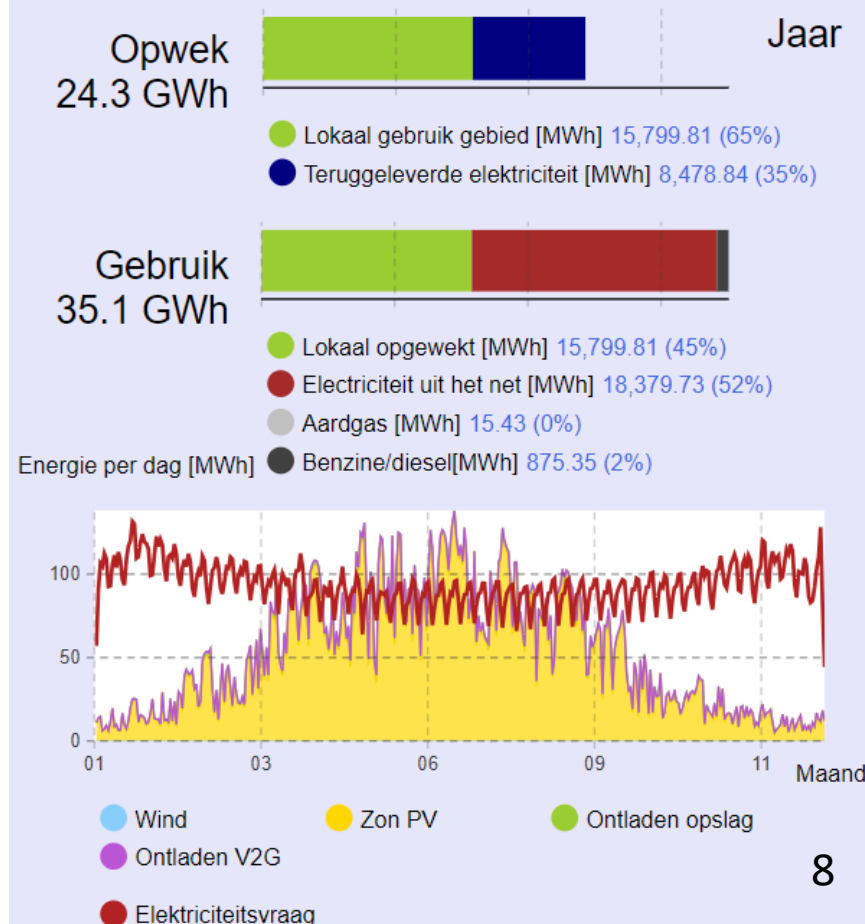 Jaar
Opwek
24.3 GWh
Lokaal gebruik gebied [MWh] 15,799.81 (65%)
Teruggeleverde elektriciteit [MWh] 8,478.84 (35%)
Gebruik
35.1 GWh
Lokaal opgewekt [MWh] 15,799.81 (45%)
Electriciteit uit het net [MWh] 18,379.73 (52%)
Aardgas [MWh] 15.43 (0%)
Energie per dag [MWh]
Benzine/diesel[MWh] 875.35 (2%)
100
50
0
01 03 06 09 11
Maand
Wind Zon PV Ontladen opslag
Ontladen V2G
8
Elektriciteitsvraag